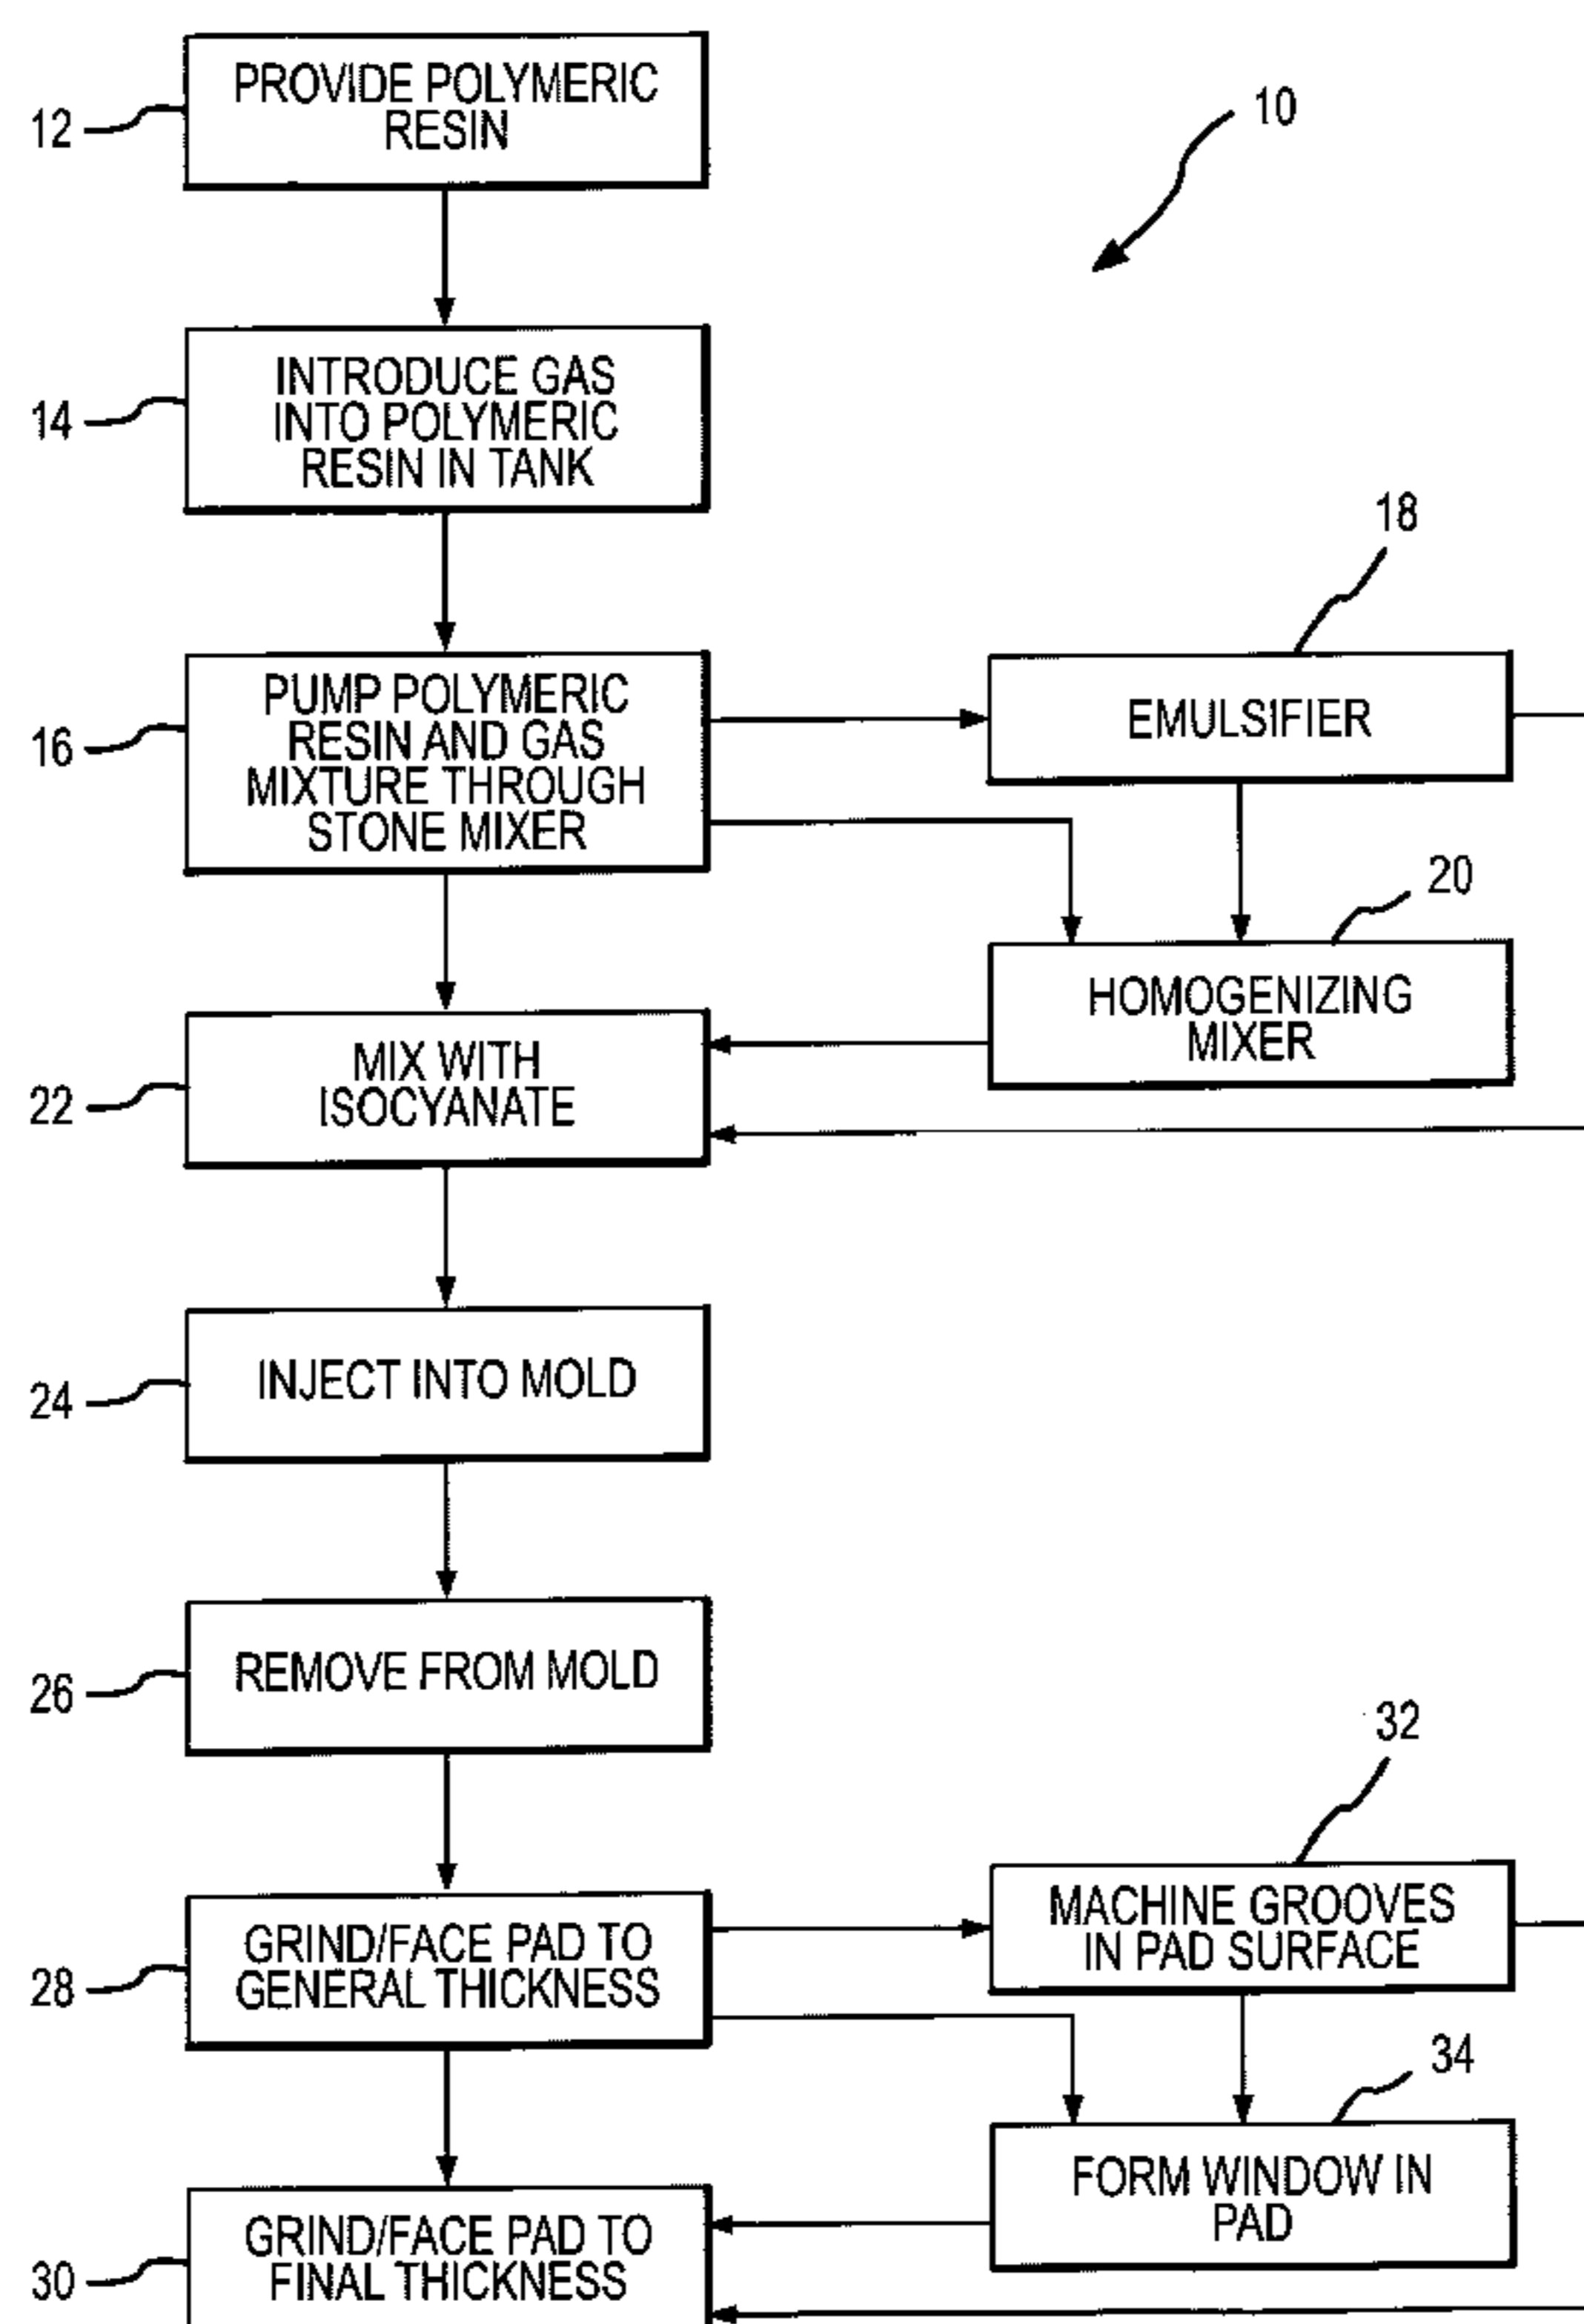 PROVIDE POLYMERIC
RESIN
12
10
INTRODUCE GAS
INTO POLYMERIC
RESIN IN TANK
14
18
PUMP POLYMERIC
RESIN AND GAS
MIXTURE THROUGH
STONE MIXER
16
EMULSIFIER
20
HOMOGENIZING
MIXER
MIX WITH
ISOCYANATE
22
INJECT INTO MOLD
24
REMOVE FROM MOLD
26
32
GRIND/FACE PAD TO
GENERAL THICKNESS
28
MACHINE GROOVES
IN PAD SURFACE
34
FORM WINDOW IN
PAD
GRIND/FACE PAD TO
FINAL THICKNESS
30